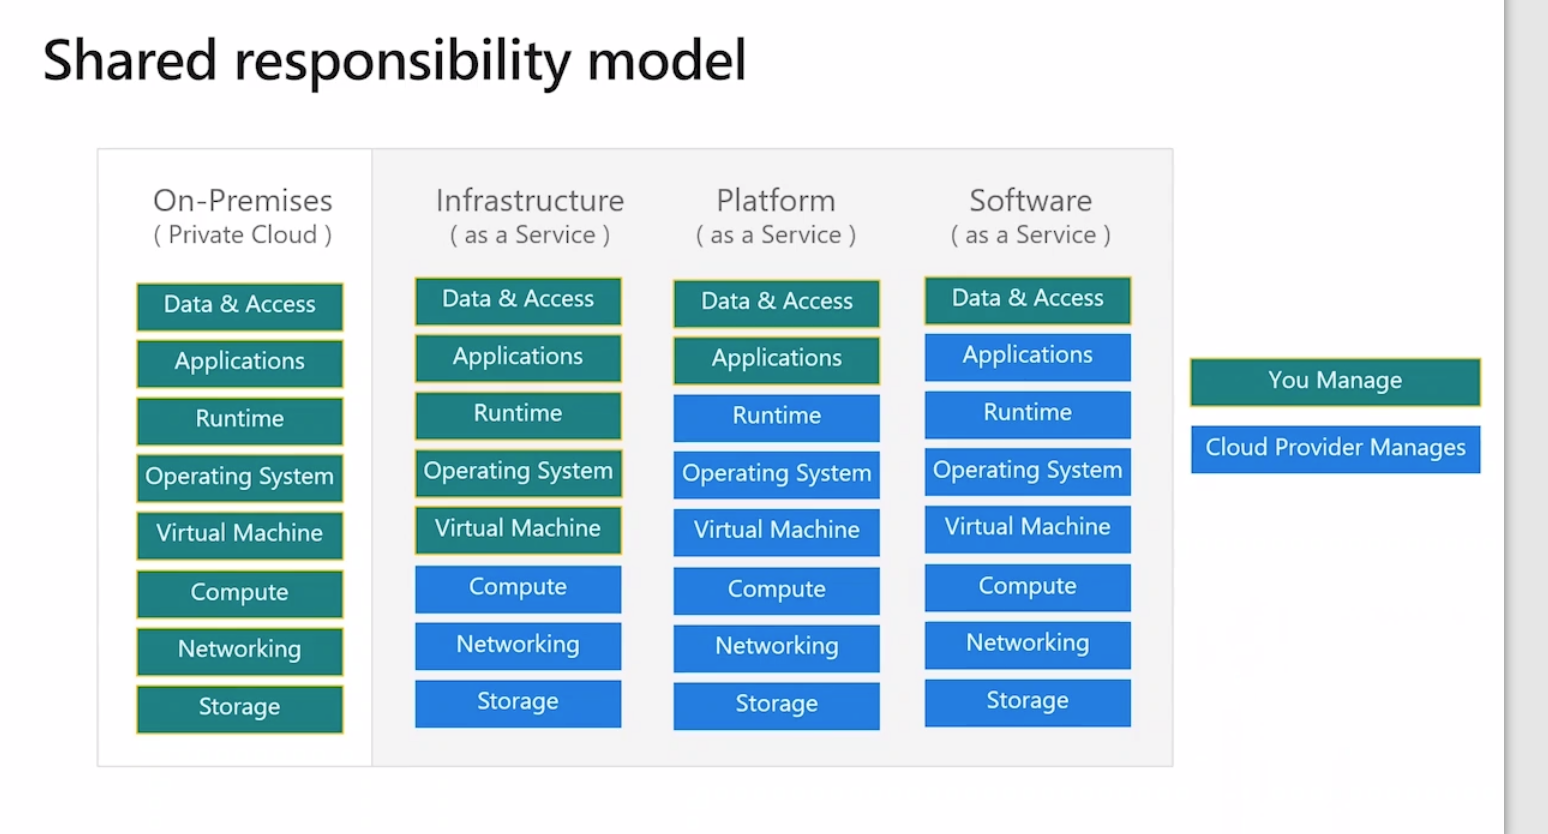 Shared responsibility model
On-Premises
( Private Cloud )
Data & Access
Applications
Runtime
Operating System
Virtual Machine
Compute
Networking
Storage
Infrastructure
( as a Service )
Data & Access
Applications
Runtime
Operating System
Virtual Machine
Compute
Networking
Storage
Platform
( as a Service )
Data & Access
Applications
Runtime
Operating System
Virtual Machine
Compute
Networking
Storage
Software
( as a Service )
Data & Access
Applications
Runtime
Operating System
Virtual Machine
Compute
Networking
Storage
You Manage
Cloud Provider Manages